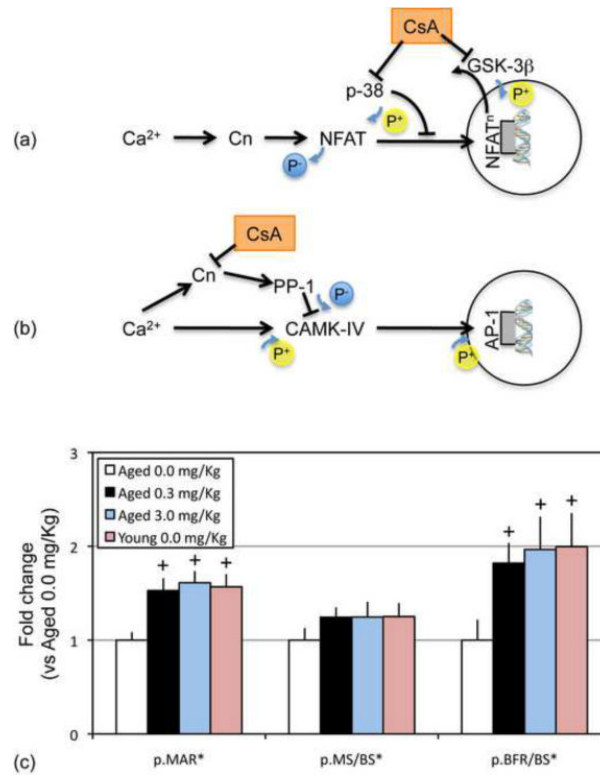 CsA
GSK-3β
p-38
P⁺
P⁺
(a)
Ca²⁺
Cn
NFAT
NFATⁿ
P⁻
CsA
Cn
PP-1
P⁻
(b)
Ca²⁺
CAMK-IV
AP-1
P⁺
P⁺
3
Aged 0.0 mg/Kg
Aged 0.3 mg/Kg
Aged 3.0 mg/Kg
Young 0.0 mg/Kg
Fold change
(vs Aged 0.0 mg/Kg)
2
1
0
+ + +
+ + +
p.MAR*
p.MS/BS*
p.BFR/BS*
(c)